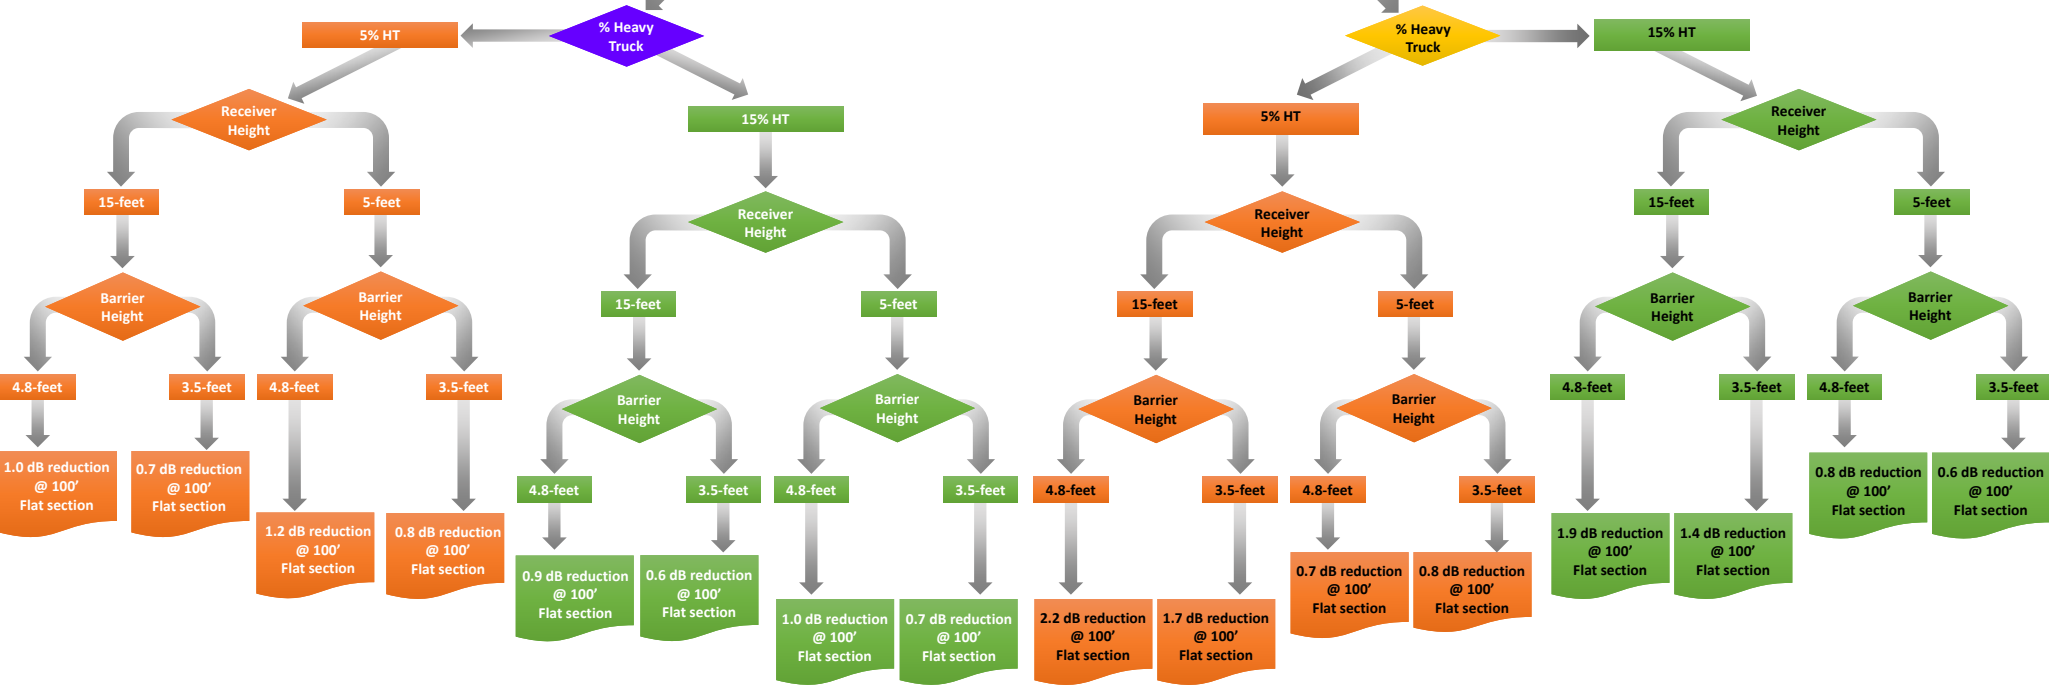 % Heavy
Truck
5% HT
15% HT
Receiver
Height
15-feet
5-feet
Barrier
Height
Barrier
Height
4.8-feet
3.5-feet
4.8-feet
3.5-feet
1.0 dB reduction
@ 100’
Flat section
0.7 dB reduction
@ 100’
Flat section
1.2 dB reduction
@ 100’
Flat section
0.8 dB reduction
@ 100’
Flat section
Receiver
Height
15-feet
5-feet
Barrier
Height
Barrier
Height
4.8-feet
3.5-feet
4.8-feet
3.5-feet
0.9 dB reduction
@ 100’
Flat section
0.6 dB reduction
@ 100’
Flat section
1.0 dB reduction
@ 100’
Flat section
0.7 dB reduction
@ 100’
Flat section
% Heavy
Truck
5% HT
15% HT
Receiver
Height
15-feet
5-feet
Barrier
Height
Barrier
Height
4.8-feet
3.5-feet
4.8-feet
3.5-feet
2.2 dB reduction
@ 100’
Flat section
1.7 dB reduction
@ 100’
Flat section
0.7 dB reduction
@ 100’
Flat section
0.8 dB reduction
@ 100’
Flat section
Receiver
Height
15-feet
5-feet
Barrier
Height
Barrier
Height
4.8-feet
3.5-feet
4.8-feet
3.5-feet
1.9 dB reduction
@ 100’
Flat section
1.4 dB reduction
@ 100’
Flat section
0.8 dB reduction
@ 100’
Flat section
0.6 dB reduction
@ 100’
Flat section